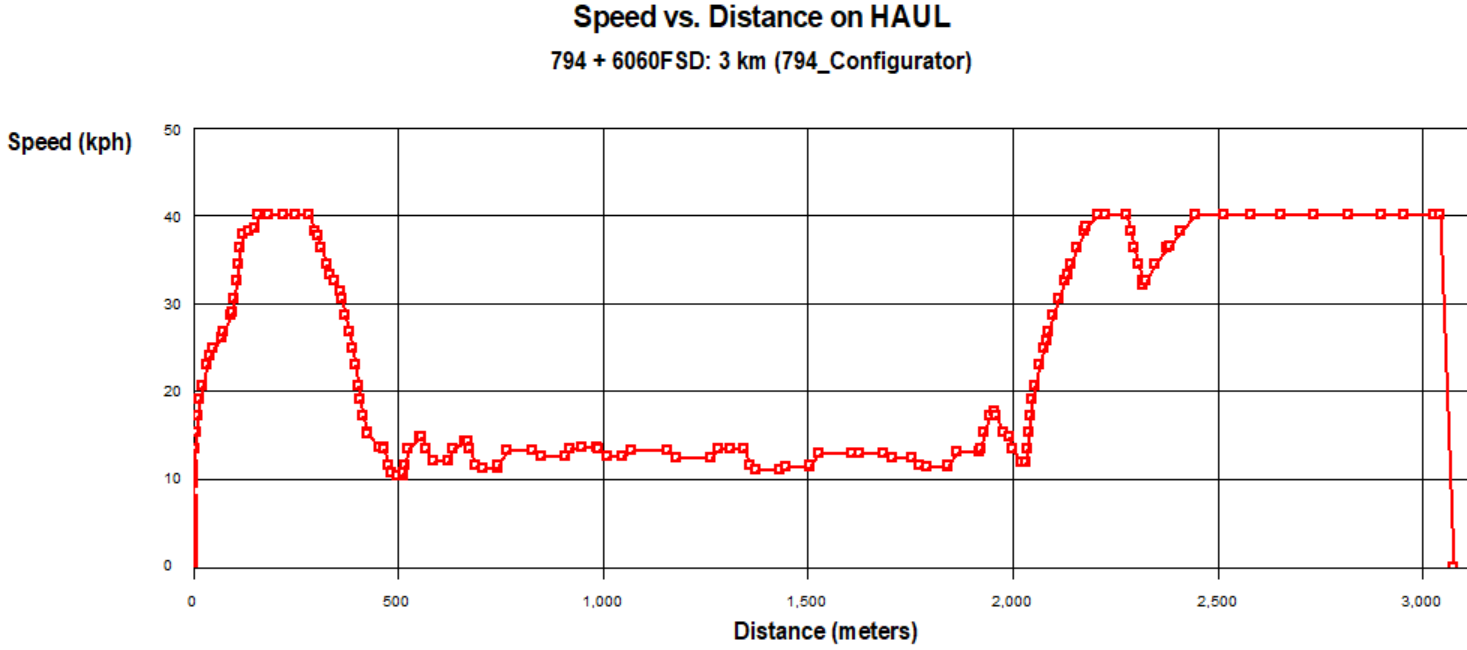 Speed vs. Distance on HAUL
794 + 6060FSD: 3 km (794_Configurator)
Speed (kph)
50
40
30
20
10
0
0 500 1,000 1,500 2,000 2,500 3,000
Distance (meters)